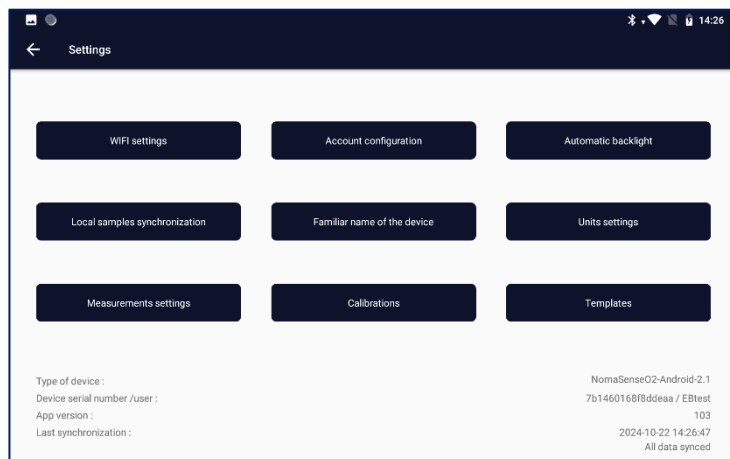 14:26
Settings
WIFI settings
Account configuration
Automatic backlight
Local samples synchronization
Familiar name of the device
Units settings
Measurements settings
Calibrations
Templates
Type of device : NomaSenseO2-Android-2.1
Device serial number /user : 7b1460168f8ddeaa / EBtest
App version : 103
Last synchronization : 2024-10-22 14:26:47
All data synced